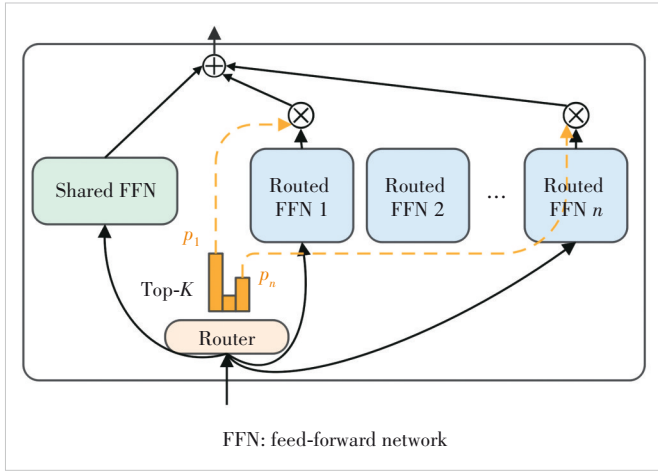 Shared FFN
Routed
FFN 1
Routed
FFN 2
...
Routed
FFN n
p1
pn
Top-K
Router
FFN: feed-forward network